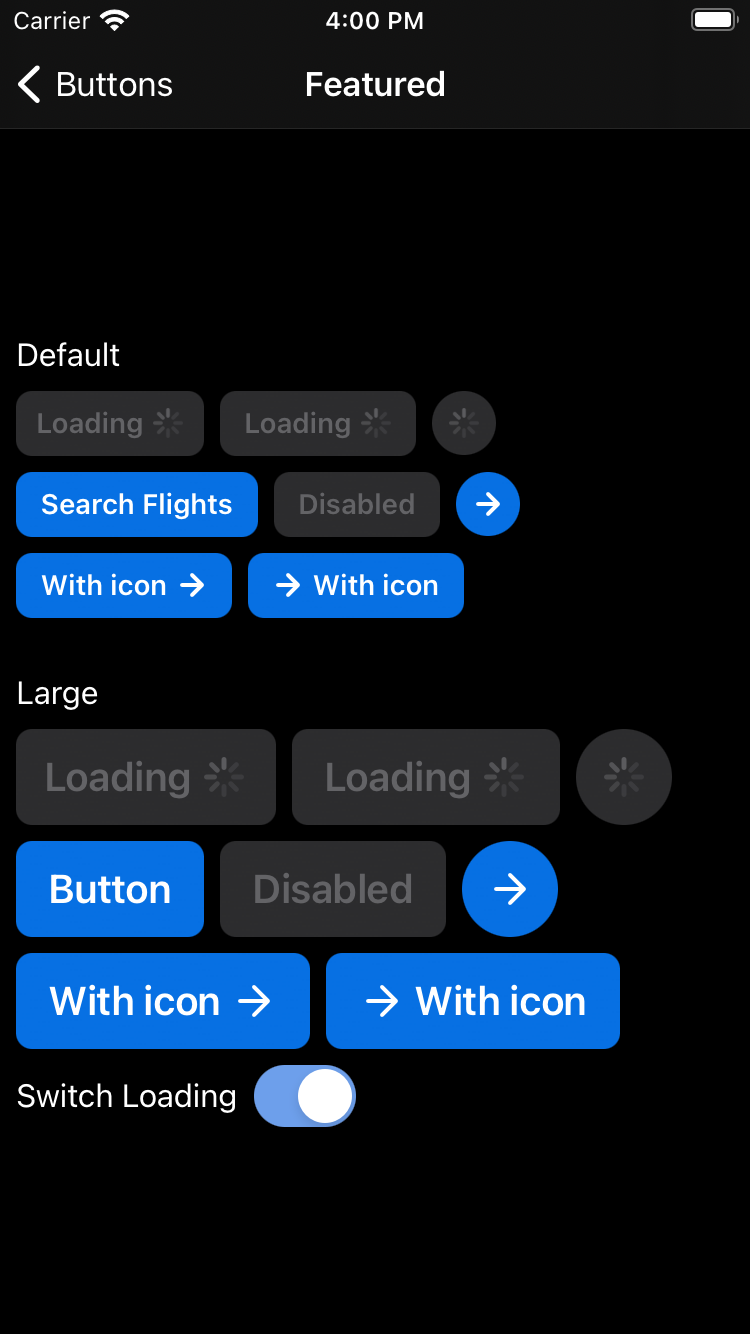 Carrier 4:00 PM
Buttons Featured
Default
Loading Loading
Search Flights Disabled
With icon With icon
Large
Loading Loading
Button Disabled
With icon With icon
Switch Loading